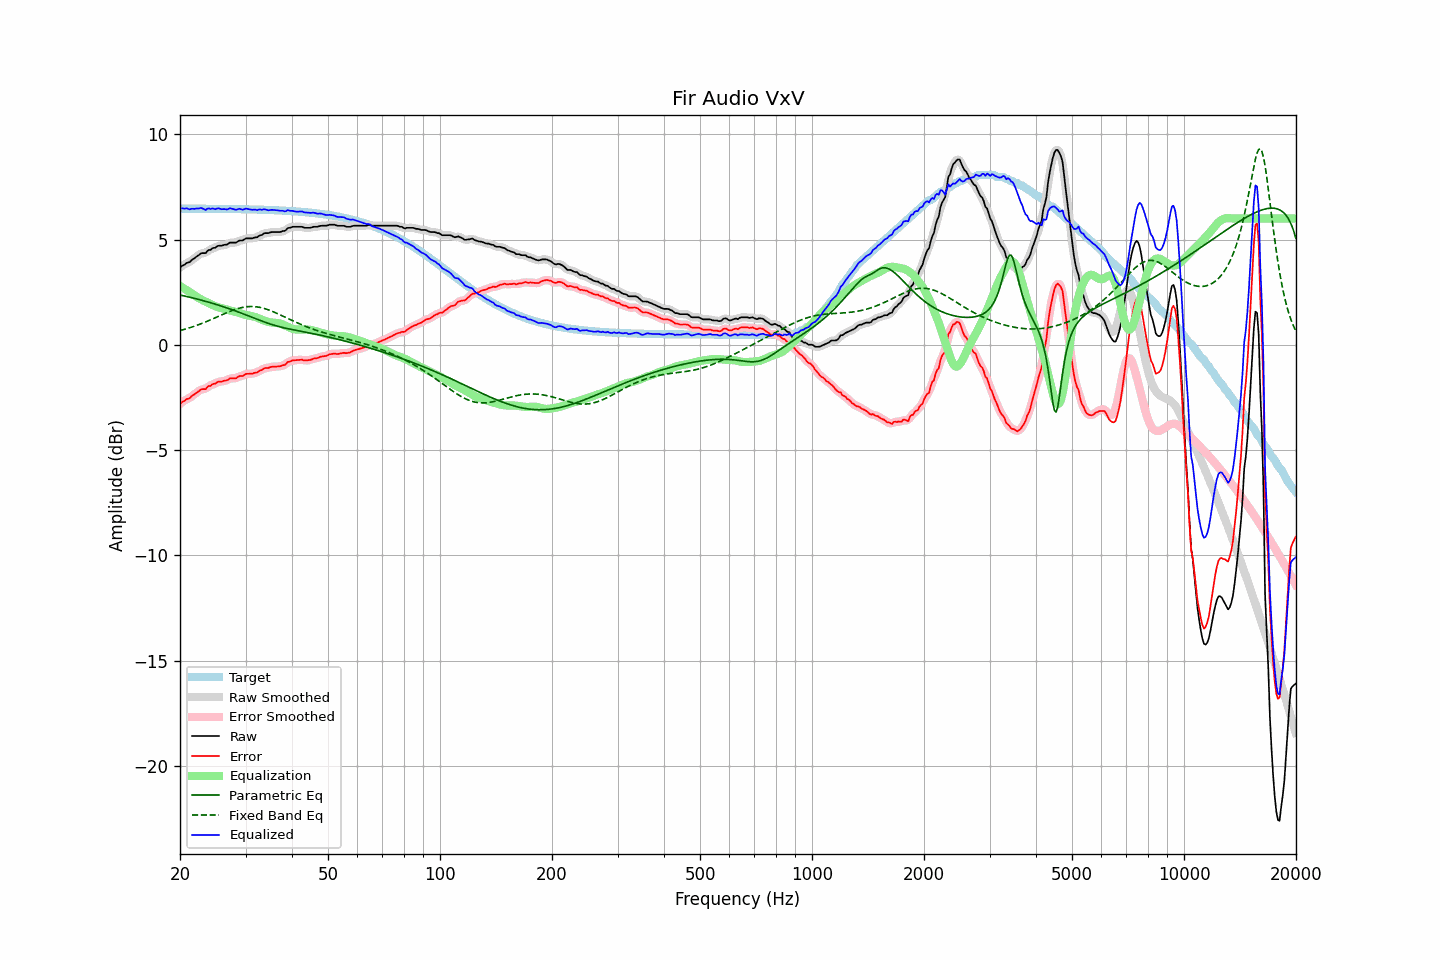 Fir Audio VxV
Amplitude (dBr)
10
5
0
−5
−10
−15
−20
Target
Raw Smoothed
Error Smoothed
Raw
Error
Equalization
Parametric Eq
Fixed Band Eq
Equalized
20 50 100 200 500 1000 2000 5000 10000 20000
Frequency (Hz)